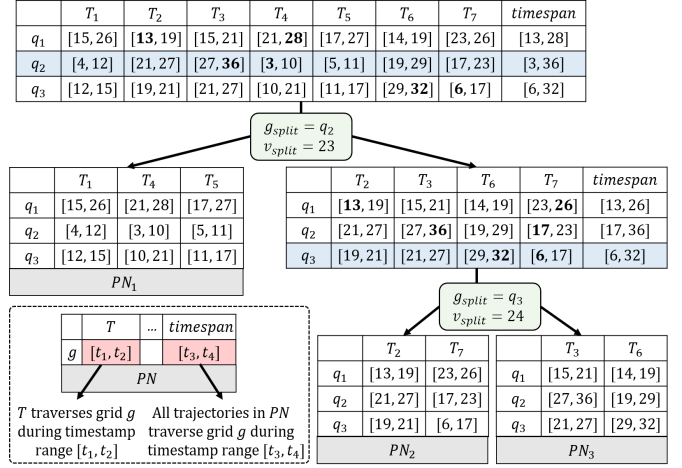 T1 T2 T3 T4 T5 T6 T7 timespan
q1 [15, 26] [13, 19] [15, 21] [21, 28] [17, 27] [14, 19] [23, 26] [13, 28]
q2 [4, 12] [21, 27] [27, 36] [3, 10] [5, 11] [19, 29] [17, 23] [3, 36]
q3 [12, 15] [19, 21] [21, 27] [10, 21] [11, 17] [29, 32] [6, 17] [6, 32]
gsplit = q2
vsplit = 23
T1 T4 T5
q1 [15, 26] [21, 28] [17, 27]
q2 [4, 12] [3, 10] [5, 11]
q3 [12, 15] [10, 21] [11, 17]
PN1
T2 T3 T6 T7 timespan
q1 [13, 19] [15, 21] [14, 19] [23, 26] [13, 26]
q2 [21, 27] [27, 36] [19, 29] [17, 23] [17, 36]
q3 [19, 21] [21, 27] [29, 32] [6, 17] [6, 32]
gsplit = q3
vsplit = 24
T ... timespan
g [t1, t2] [t3, t4]
PN
T traverses grid g
during timestamp
range [t1, t2]
All trajectories in PN
traverse grid g during
timestamp range [t3, t4]
T2 T7
q1 [13, 19] [23, 26]
q2 [21, 27] [17, 23]
q3 [19, 21] [6, 17]
PN2
T3 T6
q1 [15, 21] [14, 19]
q2 [27, 36] [19, 29]
q3 [21, 27] [29, 32]
PN3